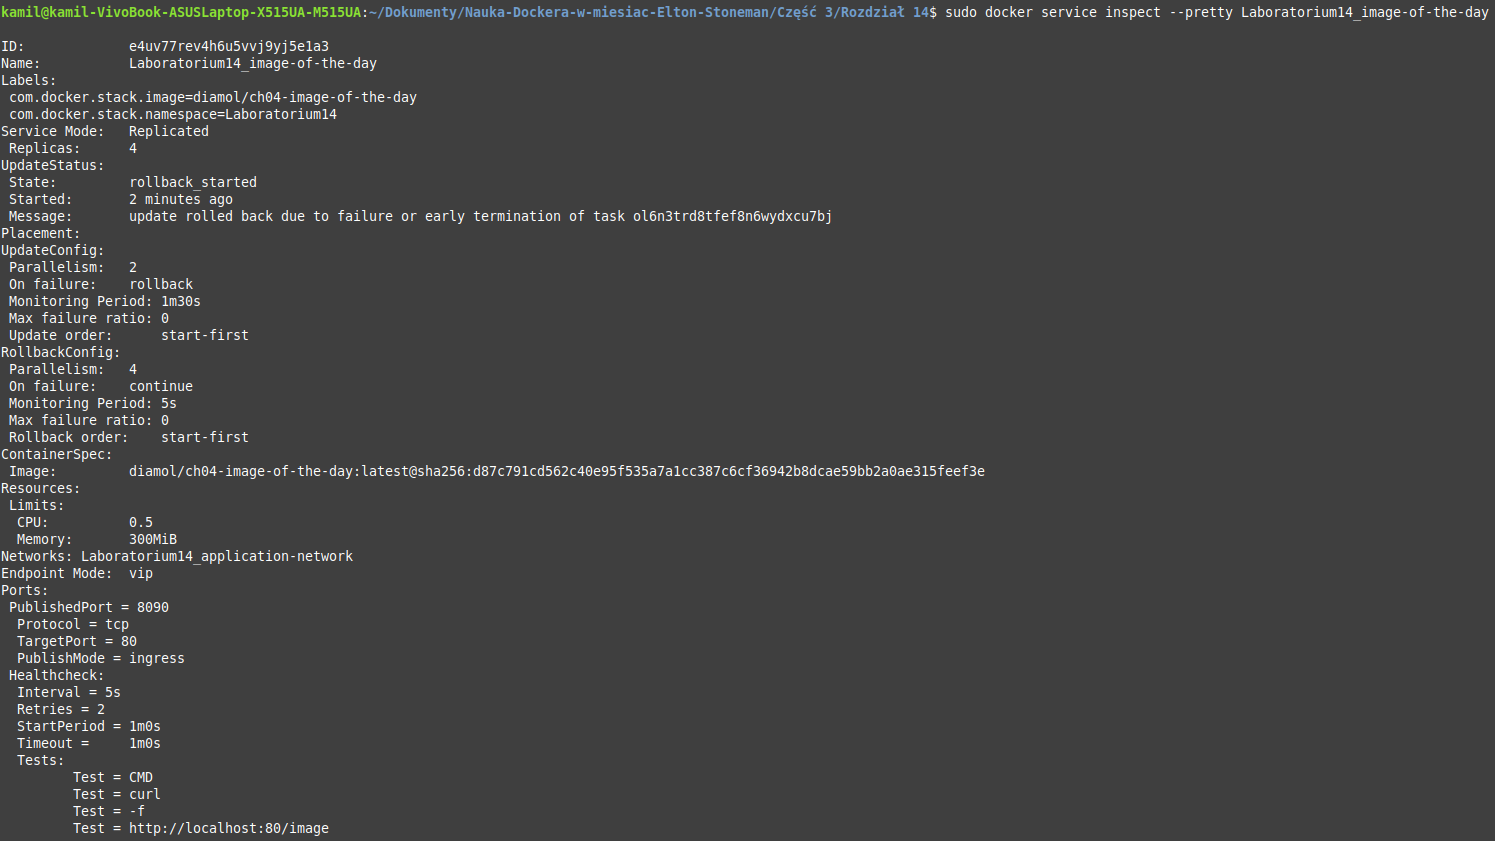 kamil@kamil-VivoBook-ASUSLaptop-X515UA-M515UA:~/Dokumenty/Nauka-Dockera-w-miesiac-Elton-Stoneman/Część 3/Rozdział 14$ sudo docker service inspect --pretty Laboratorium14_image-of-the-day
ID: e4uv77rev4h6u5vvj9yj5e1a3
Name: Laboratorium14_image-of-the-day
Labels:
com.docker.stack.image=diamol/ch04-image-of-the-day
com.docker.stack.namespace=Laboratorium14
Service Mode: Replicated
Replicas: 4
UpdateStatus:
State: rollback_started
Started: 2 minutes ago
Message: update rolled back due to failure or early termination of task ol6n3trd8tfef8n6wydxcu7bj
Placement:
UpdateConfig:
Parallelism: 2
On failure: rollback
Monitoring Period: 1m30s
Max failure ratio: 0
Update order: start-first
RollbackConfig:
Parallelism: 4
On failure: continue
Monitoring Period: 5s
Max failure ratio: 0
Rollback order: start-first
ContainerSpec:
Image: diamol/ch04-image-of-the-day:latest@sha256:d87c791cd562c40e95f535a7a1cc387c6cf36942b8dcae59bb2a0ae315feef3e
Resources:
Limits:
CPU: 0.5
Memory: 300MiB
Networks: Laboratorium14_application-network
Endpoint Mode: vip
Ports:
PublishedPort = 8090
Protocol = tcp
TargetPort = 80
PublishMode = ingress
Healthcheck:
Interval = 5s
Retries = 2
StartPeriod = 1m0s
Timeout = 1m0s
Tests:
Test = CMD
Test = curl
Test = -f
Test = http://localhost:80/image